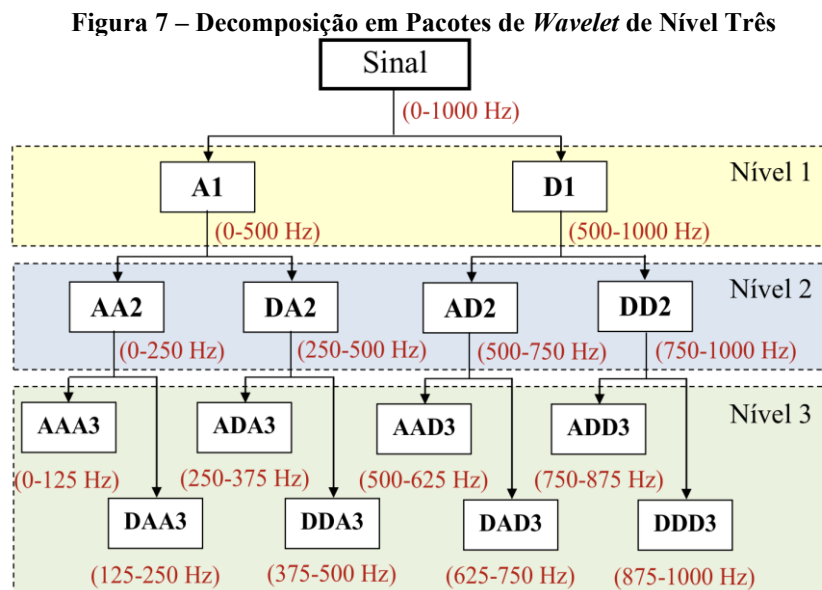 Figura 7 – Decomposição em Pacotes de Wavelet de Nível Três
Sinal
(0-1000 Hz)
Nível 1
A1
D1
(0-500 Hz)
(500-1000 Hz)
Nível 2
AA2
DA2
AD2
DD2
(0-250 Hz)
(250-500 Hz)
(500-750 Hz)
(750-1000 Hz)
Nível 3
AAA3
ADA3
AAD3
ADD3
(0-125 Hz)
(250-375 Hz)
(500-625 Hz)
(750-875 Hz)
DAA3
DDA3
DAD3
DDD3
(125-250 Hz)
(375-500 Hz)
(625-750 Hz)
(875-1000 Hz)